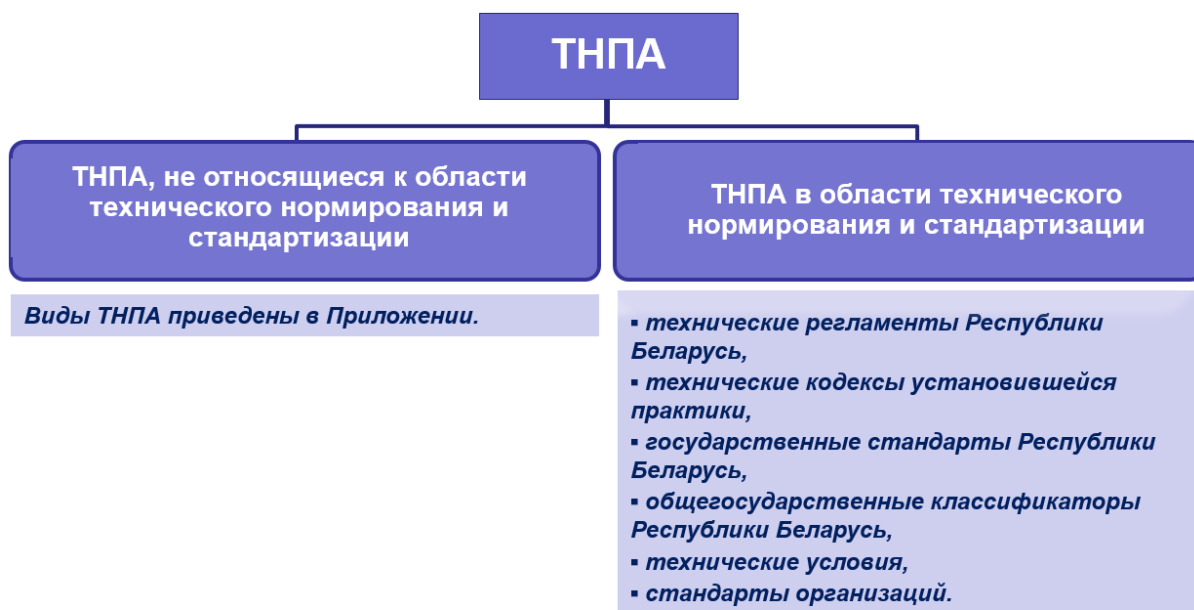 ТНПА
ТНПА, не относящиеся к области
технического нормирования и
стандартизации
ТНПА в области технического
нормирования и стандартизации
Виды ТНПА приведены в Приложении.
▪ технические регламенты Республики
Беларусь,
▪ технические кодексы установившейся
практики,
▪ государственные стандарты Республики
Беларусь,
▪ общегосударственные классификаторы
Республики Беларусь,
▪ технические условия,
▪ стандарты организаций.